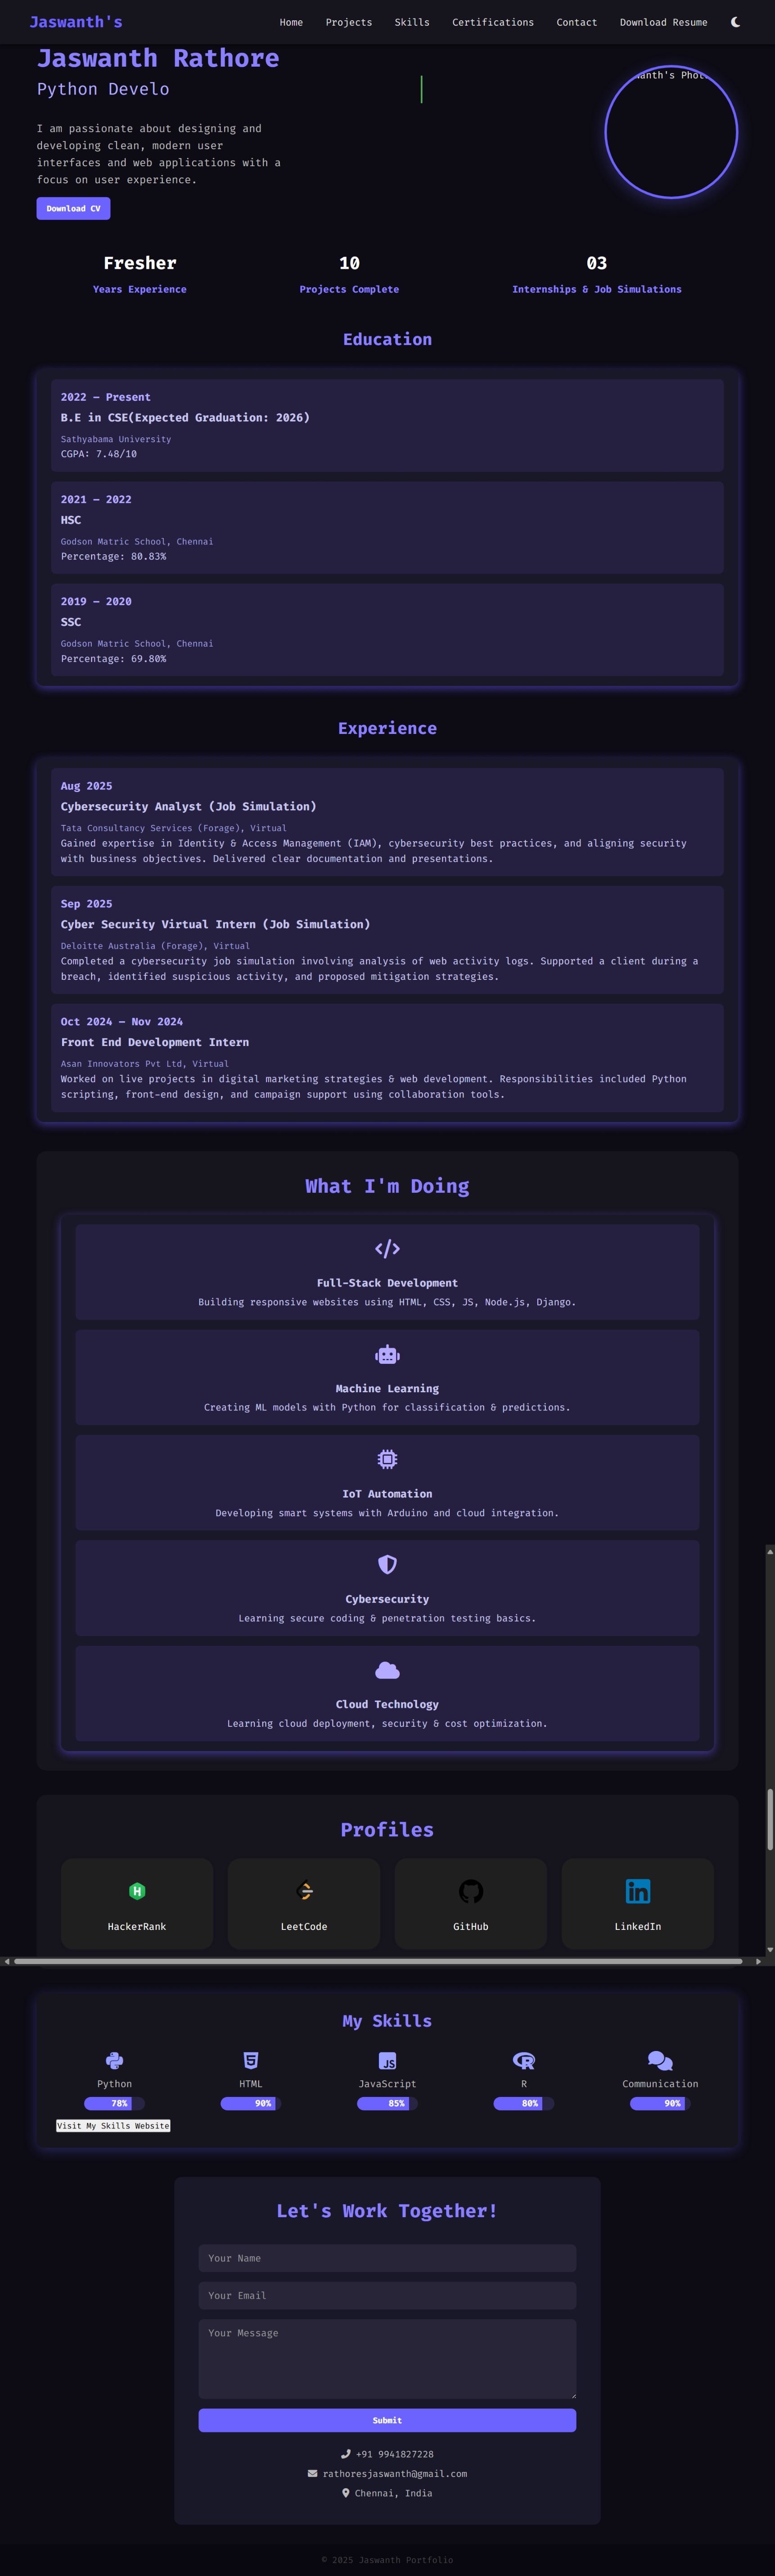 Jaswanth's
Home Projects Skills Certifications Contact Download Resume
Jaswanth Rathore
Python Develo
I am passionate about designing and
developing clean, modern user
interfaces and web applications with a
focus on user experience.
Download CV
Fresher
Years Experience
10
Projects Complete
03
Internships & Job Simulations
Education
2022 – Present
B.E in CSE(Expected Graduation: 2026)
Sathyabama University
CGPA: 7.48/10
2021 – 2022
HSC
Godson Matric School, Chennai
Percentage: 80.83%
2019 – 2020
SSC
Godson Matric School, Chennai
Percentage: 69.80%
Experience
Aug 2025
Cybersecurity Analyst (Job Simulation)
Tata Consultancy Services (Forage), Virtual
Gained expertise in Identity & Access Management (IAM), cybersecurity best practices, and aligning security
with business objectives. Delivered clear documentation and presentations.
Sep 2025
Cyber Security Virtual Intern (Job Simulation)
Deloitte Australia (Forage), Virtual
Completed a cybersecurity job simulation involving analysis of web activity logs. Supported a client during a
breach, identified suspicious activity, and proposed mitigation strategies.
Oct 2024 – Nov 2024
Front End Development Intern
Asan Innovators Pvt Ltd, Virtual
Worked on live projects in digital marketing strategies & web development. Responsibilities included Python
scripting, front-end design, and campaign support using collaboration tools.
What I'm Doing
Full-Stack Development
Building responsive websites using HTML, CSS, JS, Node.js, Django.
Machine Learning
Creating ML models with Python for classification & predictions.
IoT Automation
Developing smart systems with Arduino and cloud integration.
Cybersecurity
Learning secure coding & penetration testing basics.
Cloud Technology
Learning cloud deployment, security & cost optimization.
Profiles
HackerRank
LeetCode
GitHub
LinkedIn
My Skills
Python HTML JavaScript R Communication
78% 90% 85% 80% 90%
Visit My Skills Website
Let's Work Together!
Your Name
Your Email
Your Message
Submit
+91 9941827228
rathoresjaswanth@gmail.com
Chennai, India
© 2025 Jaswanth Portfolio